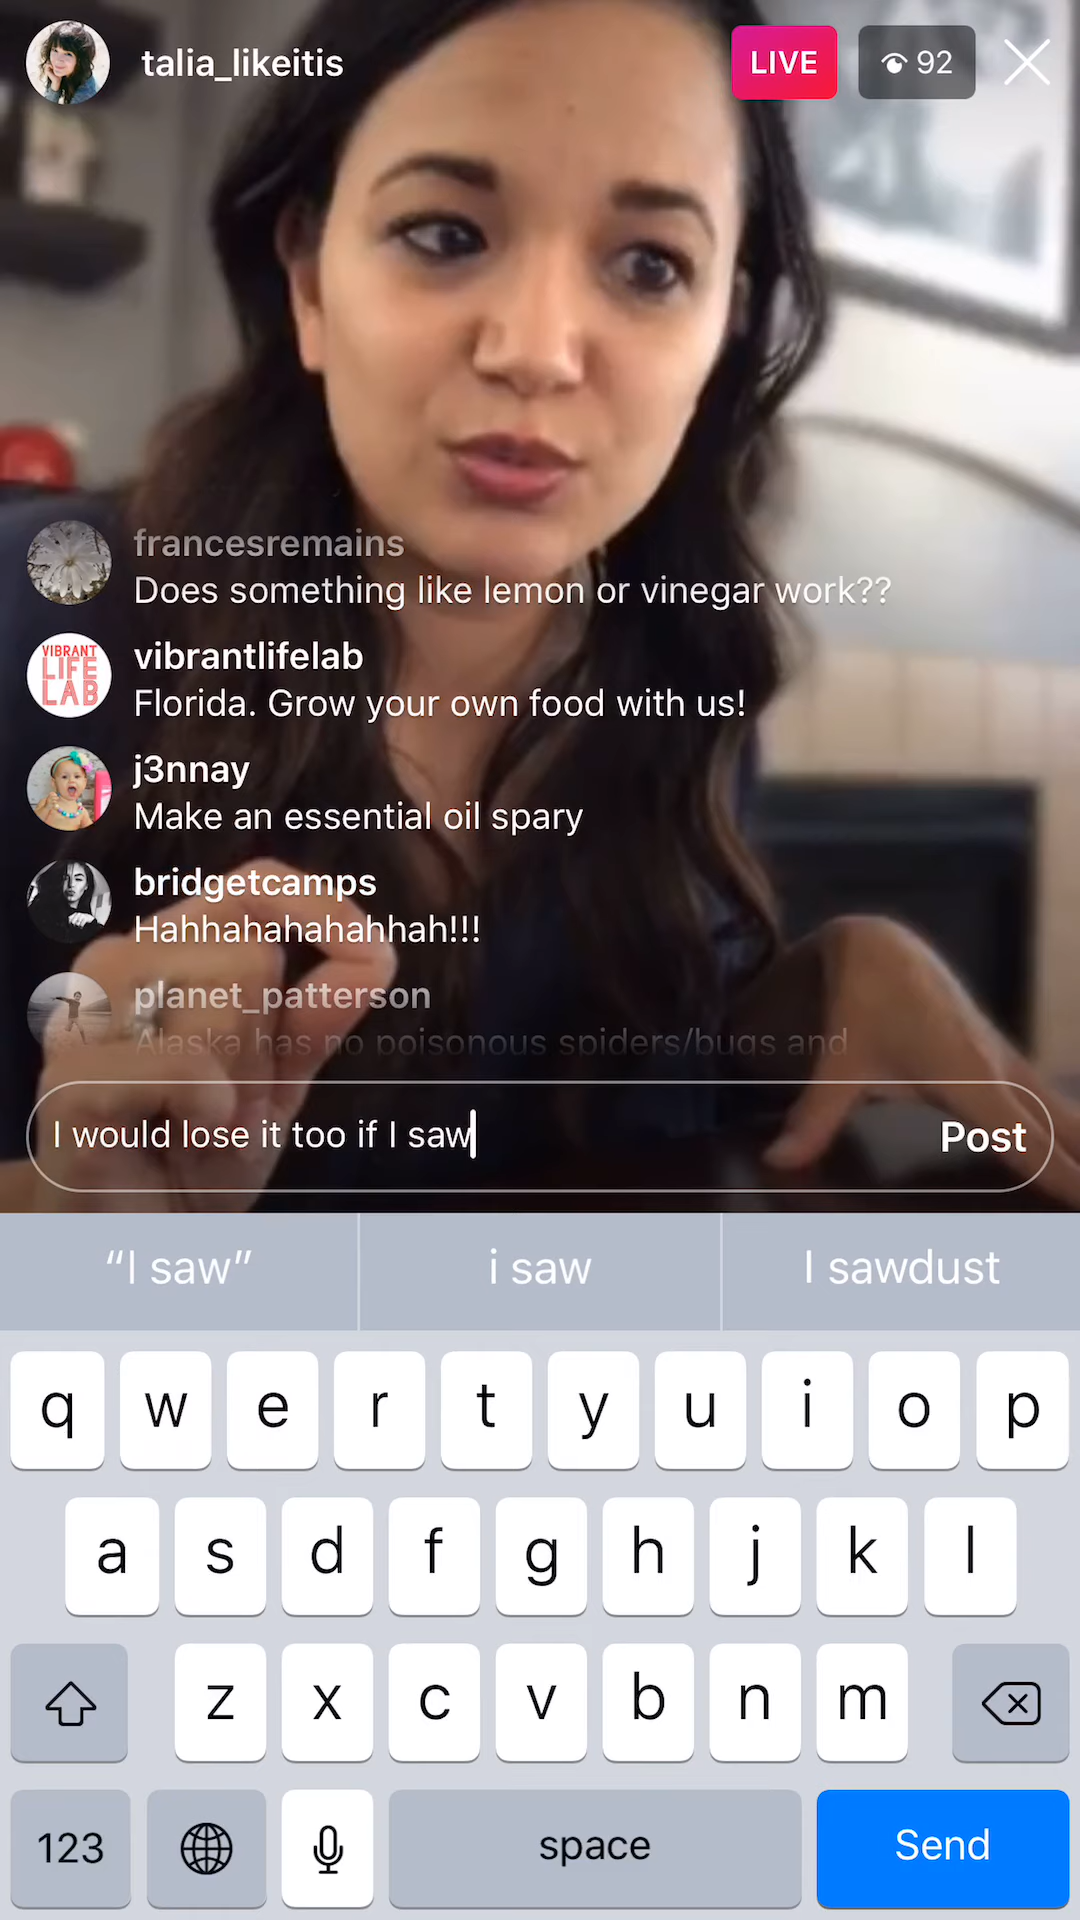 talia_likeitis
LIVE
92
francesremains
Does something like lemon or vinegar work??
VIBRANT
LIFE
LAB
vibrantlifelab
Florida. Grow your own food with us!
j3nnay
Make an essential oil spary
bridgetcamps
Hahhahahahahhah!!!
planet_patterson
Alaska has no poisonous spiders/bugs and
I would lose it too if I saw Post
“I saw” i saw I sawdust
q w e r t y u i o p
a s d f g h j k l
z x c v b n m
123 space Send